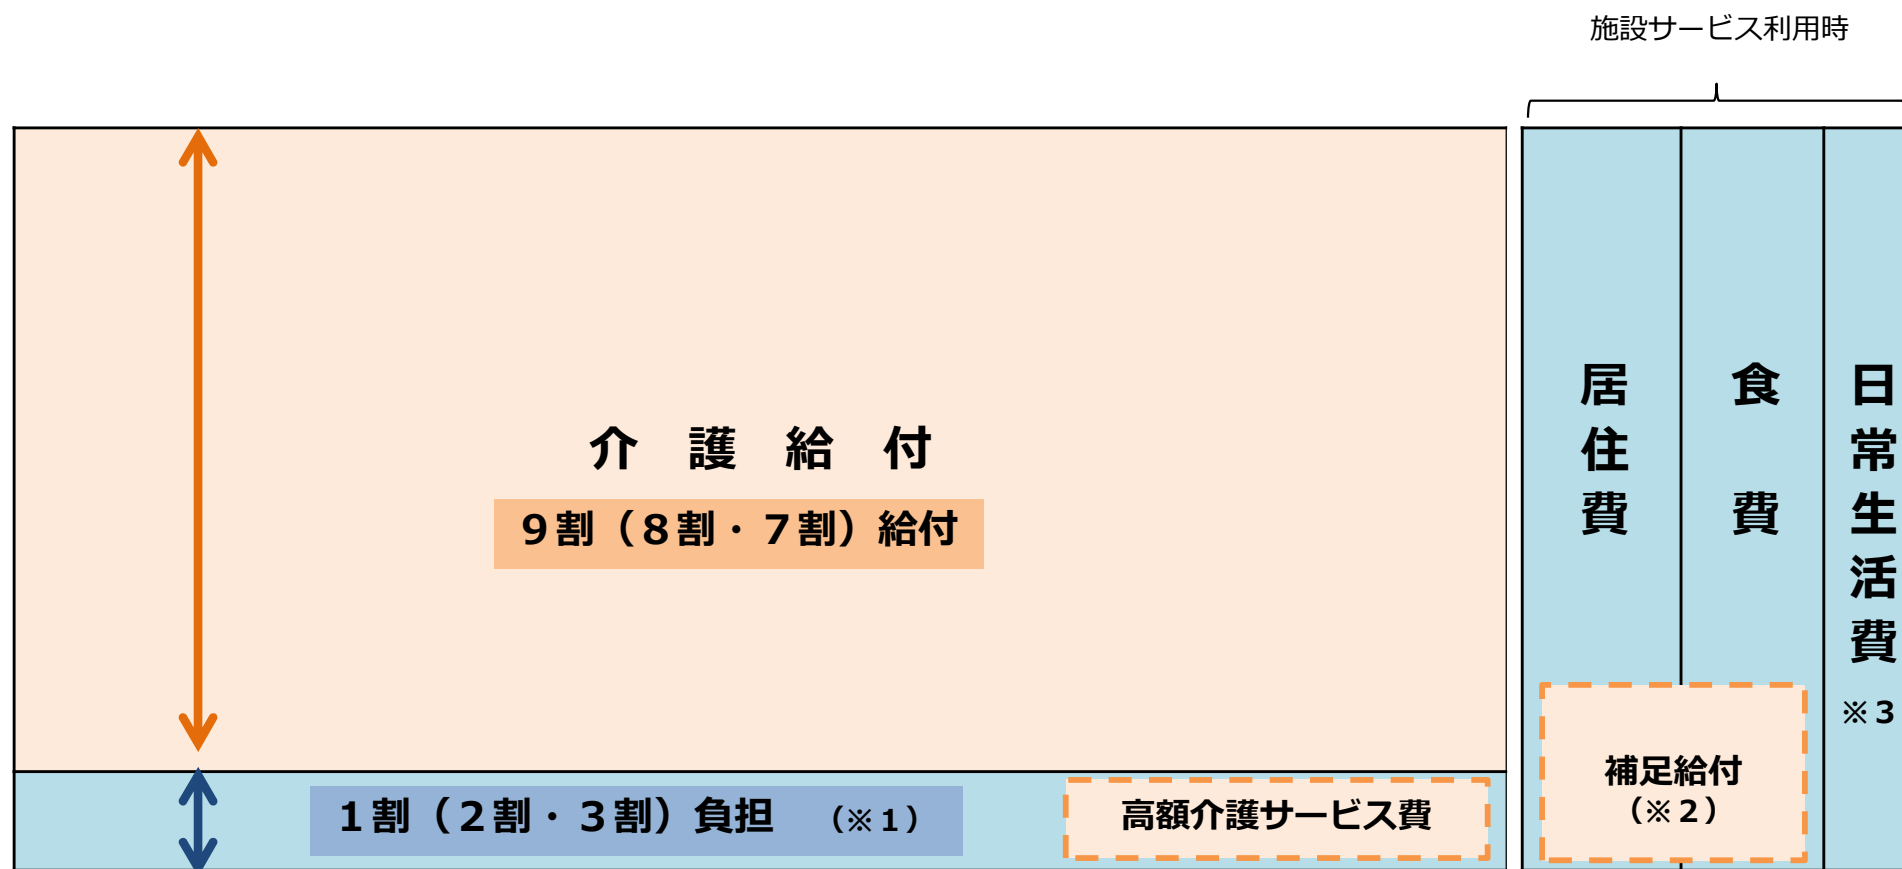 施設サービス利用時
介護給付
９割（８割・７割）給付
１割（２割・３割）負担　（※１）
高額介護サービス費
居住費
食費
日常生活費
※３
補足給付
（※２）